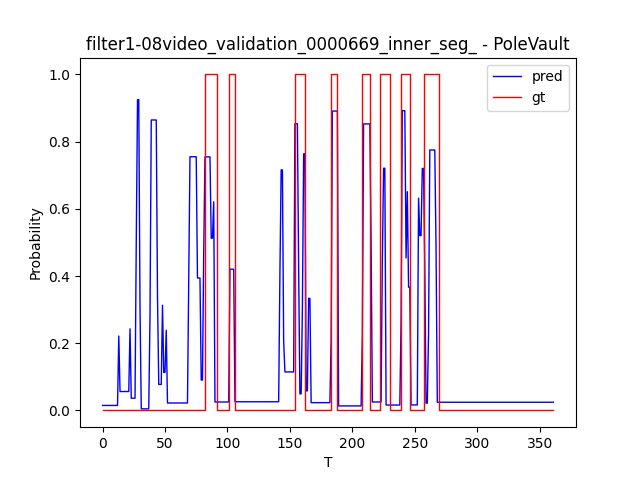 filter1-08video_validation_0000669_inner_seg_ - PoleVault
pred
gt
1.0
0.8
0.6
0.4
0.2
0.0
Probability
0 50 100 150 200 250 300 350
T